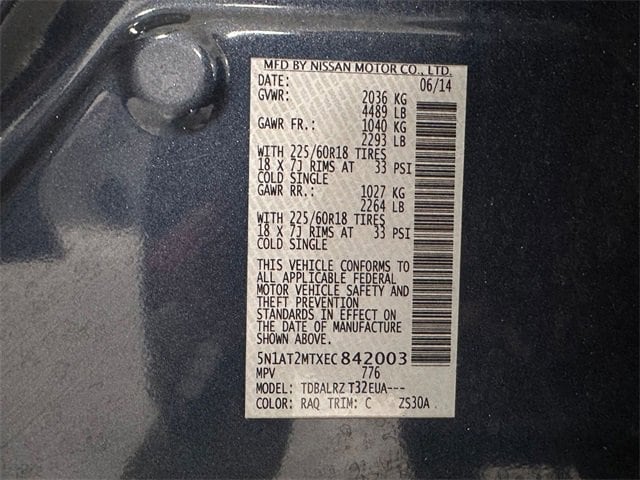 MFD BY NISSAN MOTOR CO., LTD.
DATE: 06/14
GVWR: 2036 KG
4489 LB
GAWR FR.: 1040 KG
2293 LB
WITH 225/60R18 TIRES
18 X 7J RIMS AT 33 PSI
COLD SINGLE
GAWR RR.: 1027 KG
2264 LB
WITH 225/60R18 TIRES
18 X 7J RIMS AT 33 PSI
COLD SINGLE
THIS VEHICLE CONFORMS TO
ALL APPLICABLE FEDERAL
MOTOR VEHICLE SAFETY AND
THEFT PREVENTION
STANDARDS IN EFFECT ON
THE DATE OF MANUFACTURE
SHOWN ABOVE.
5N1AT2MTXEC842003
MPV 776
MODEL: TDBALRZ T32EUA---
COLOR: RAQ TRIM: C ZS30A